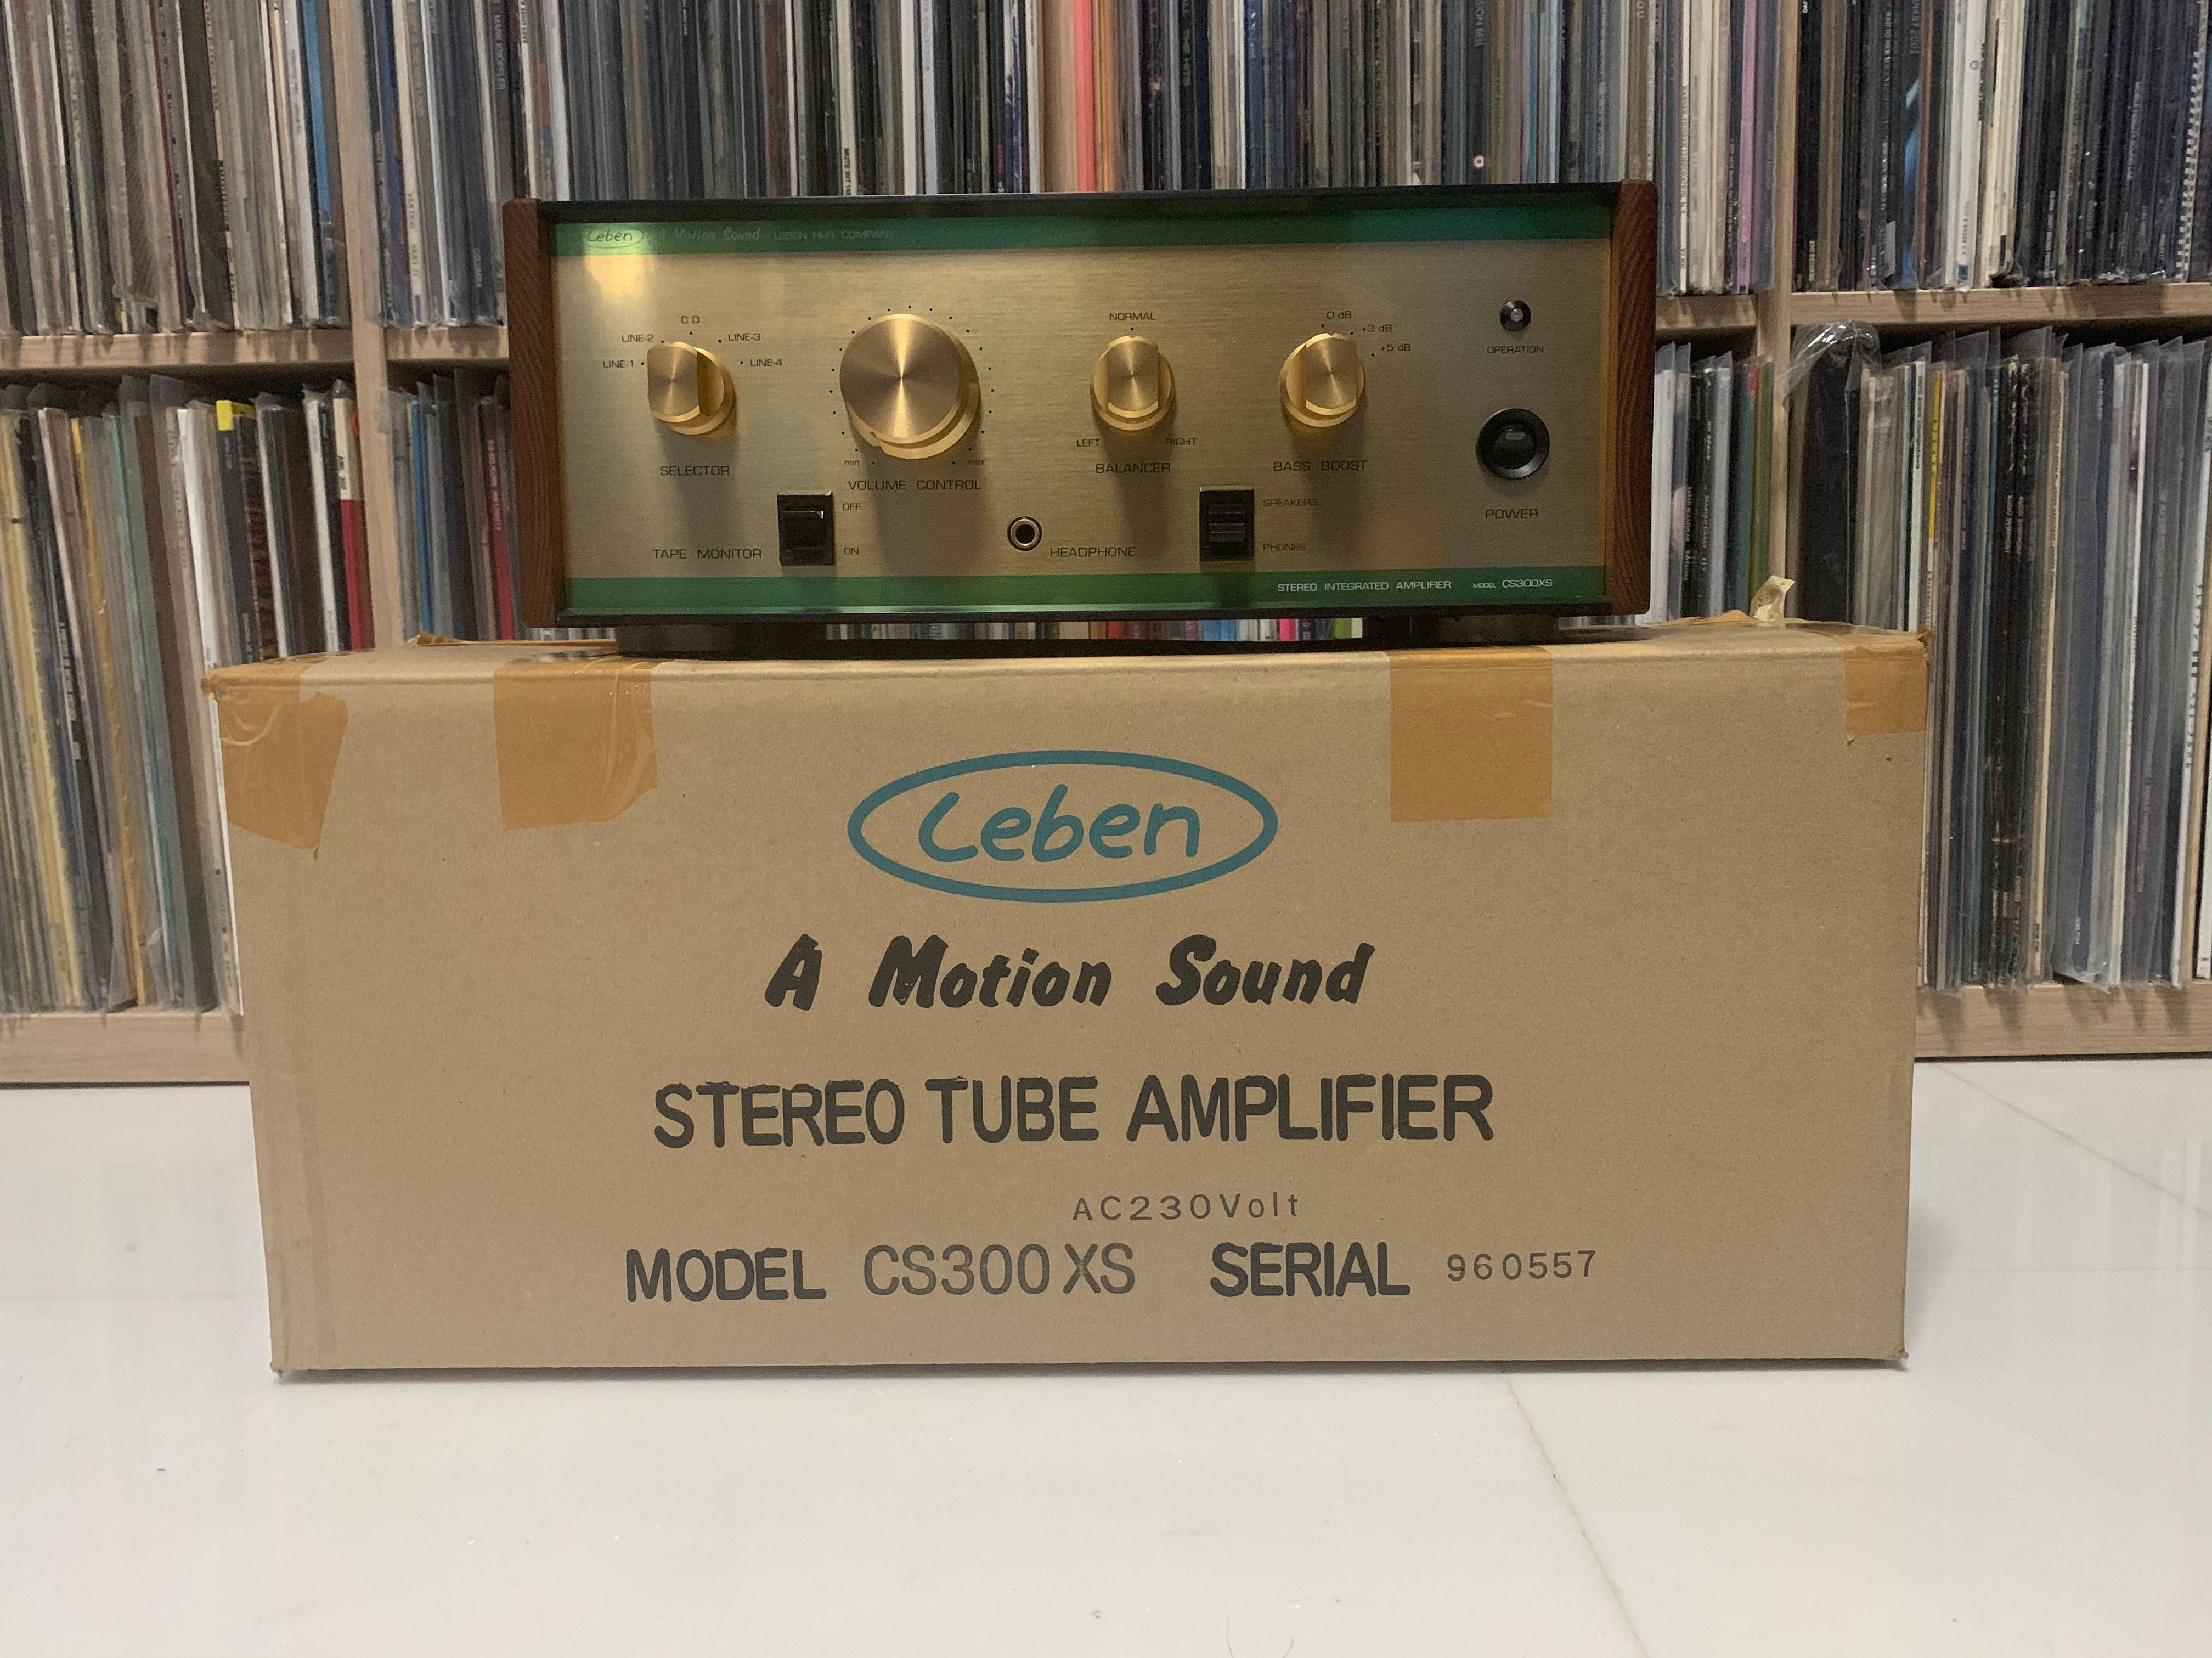 Leben A Motion Sound LEBEN HI-FI COMPANY
CD
LINE-2 LINE-3
LINE-1 LINE-4
SELECTOR
min max
VOLUME CONTROL
NORMAL
LEFT RIGHT
BALANCER
0 dB
+3 dB
+5 dB
BASS BOOST
OPERATION
POWER
OFF
ON
TAPE MONITOR
HEADPHONE
SPEAKERS
PHONES
STEREO INTEGRATED AMPLIFIER MODEL CS300XS
Leben
A Motion Sound
STEREO TUBE AMPLIFIER
AC230Volt
MODEL CS300XS SERIAL 960557